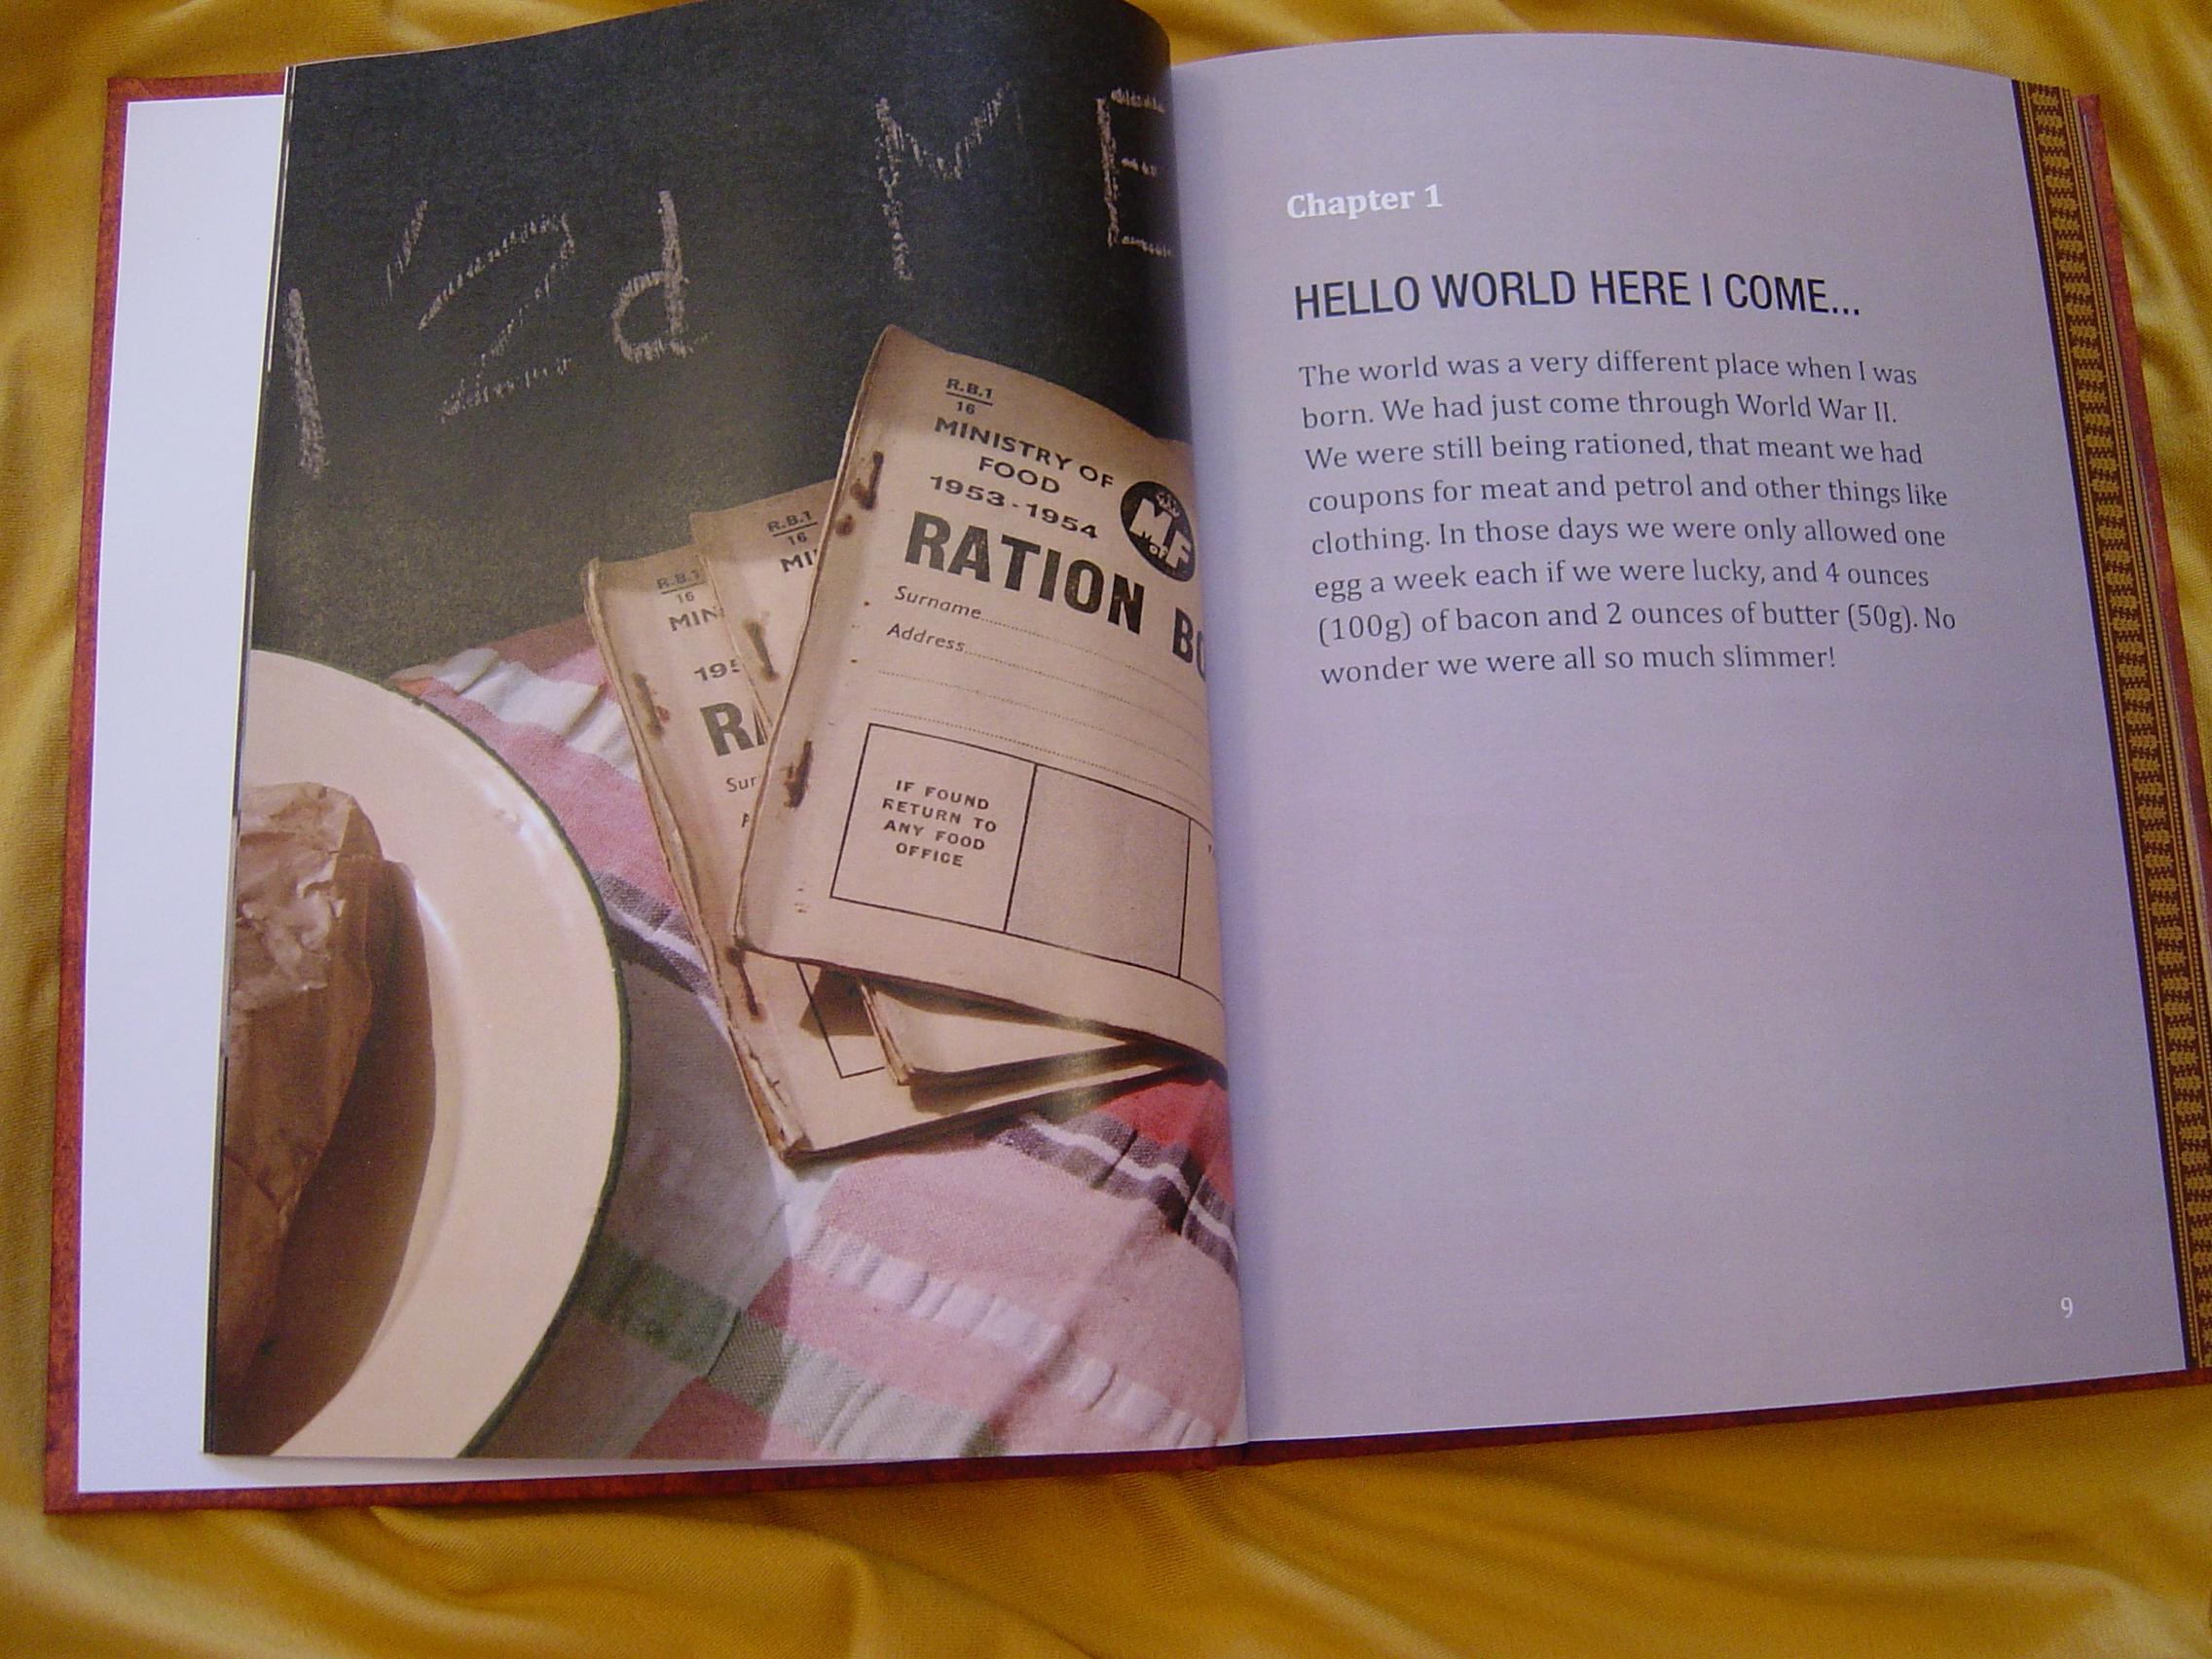 1'2d ME
R.B.1
16
MINISTRY OF
FOOD
1953-1954
RATION
Surname
Address
IF FOUND
RETURN TO
ANY FOOD
OFFICE
R.B.1
16
R.B.1
16
Chapter 1
HELLO WORLD HERE I COME...
The world was a very different place when I was
born. We had just come through World War II.
We were still being rationed, that meant we had
coupons for meat and petrol and other things like
clothing. In those days we were only allowed one
egg a week each if we were lucky, and 4 ounces
(100g) of bacon and 2 ounces of butter (50g). No
wonder we were all so much slimmer!
9